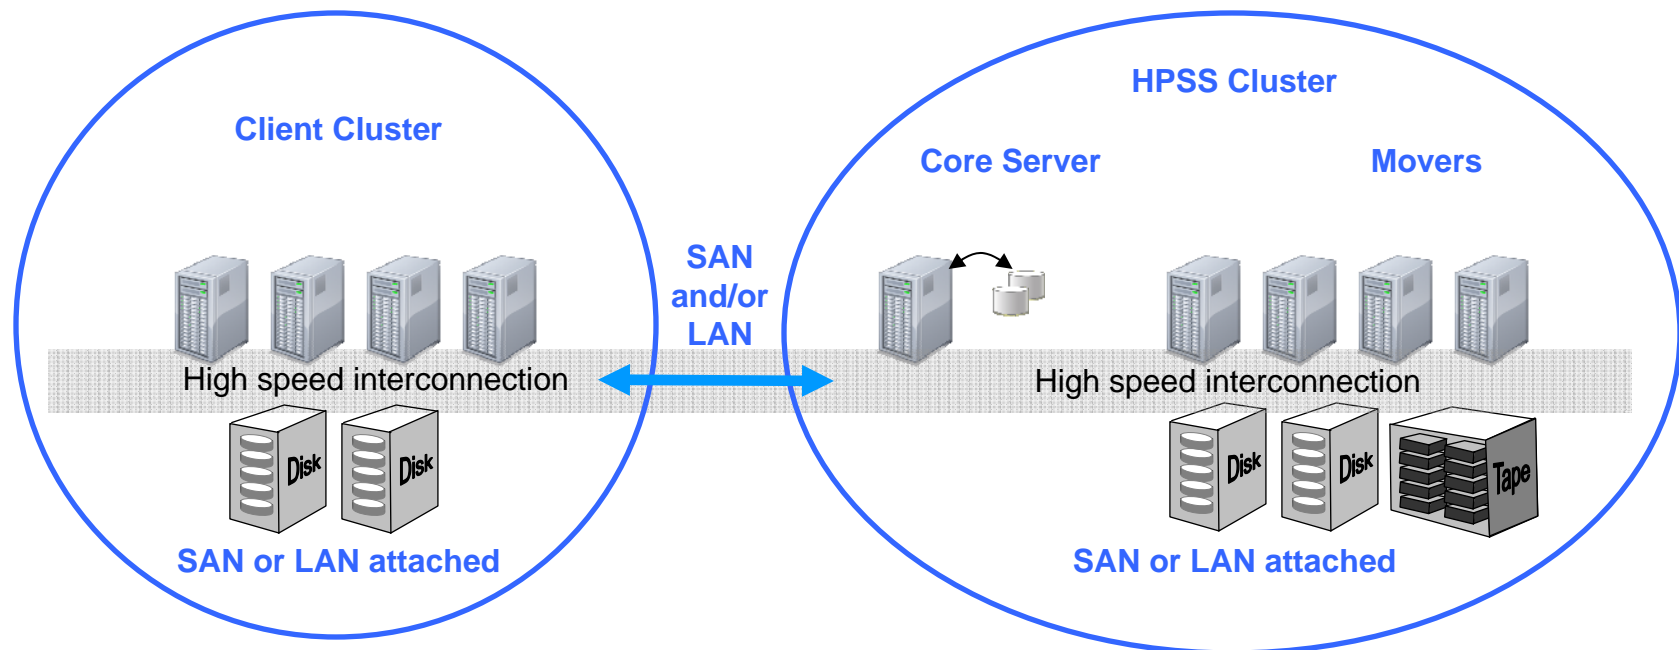 Client Cluster
High speed interconnection
Disk
Disk
SAN or LAN attached
SAN
and/or
LAN
HPSS Cluster
Core Server
Movers
High speed interconnection
Disk
Disk
Tape
SAN or LAN attached